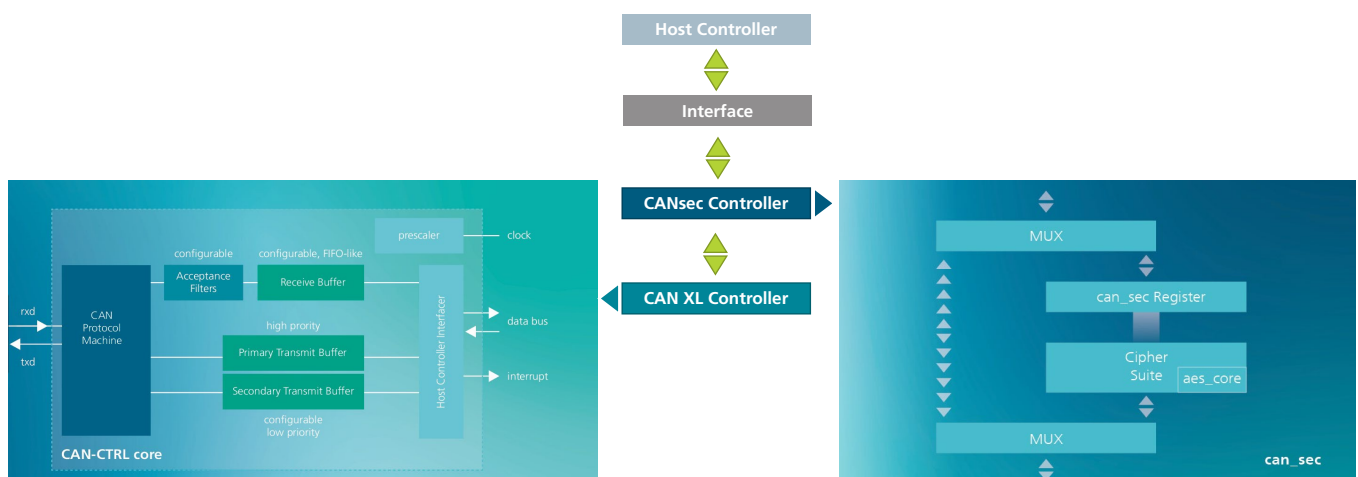 Host Controller
Interface
CANsec Controller
CAN XL Controller
prescaler
clock
configurable
configurable, FIFO-like
Acceptance
Filters
Receive Buffer
rxd
CAN
Protocol
Machine
txd
high prority
Primary Transmit Buffer
Secondary Transmit Buffer
configurable
low priority
Host Controller Interfacer
data bus
interrupt
CAN-CTRL core
MUX
can_sec Register
Cipher
Suite
aes_core
MUX
can_sec